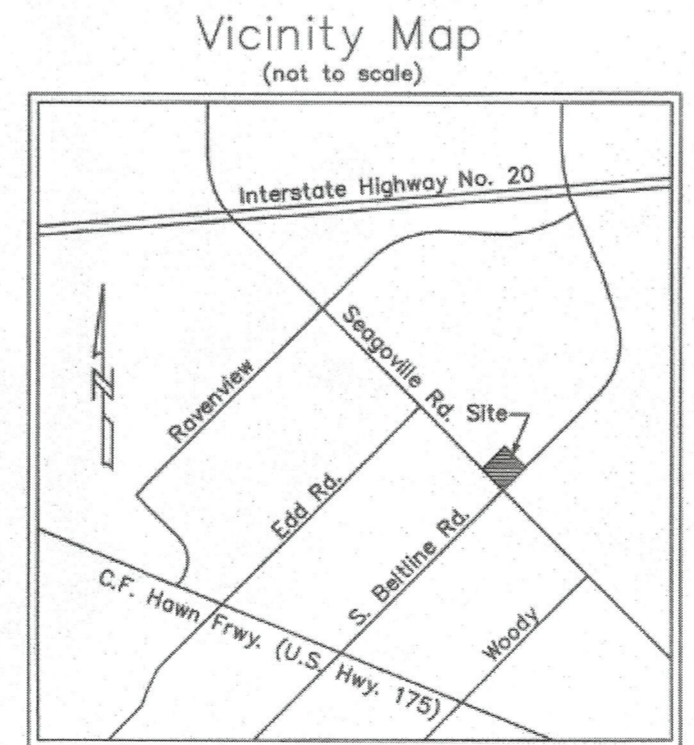 Vicinity Map
(not to scale)
Interstate Highway No. 20
Seagoville Rd.
Ravenview
N
Site
Edd Rd.
S. Beltline Rd.
Woody
C.F. Hawn Frwy. (U.S. Hwy. 175)